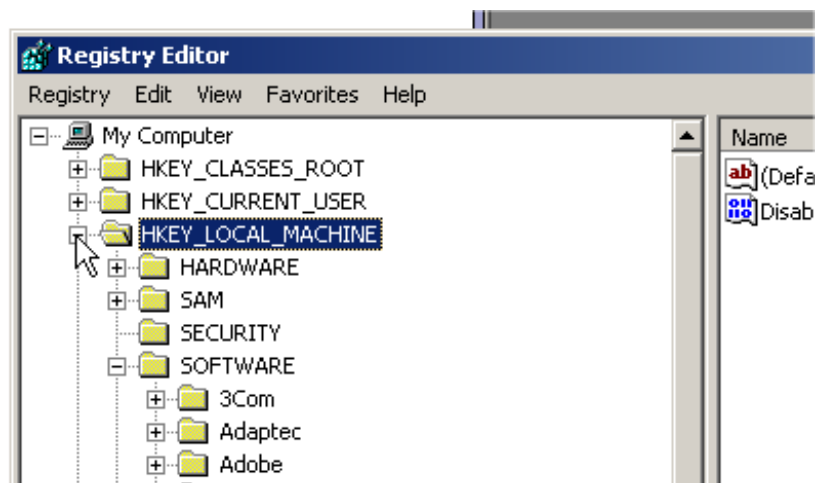 Registry Editor
Registry Edit View Favorites Help
My Computer
HKEY_CLASSES_ROOT
HKEY_CURRENT_USER
HKEY_LOCAL_MACHINE
HARDWARE
SAM
SECURITY
SOFTWARE
3Com
Adaptec
Adobe
Name
ab (Defa
Disab